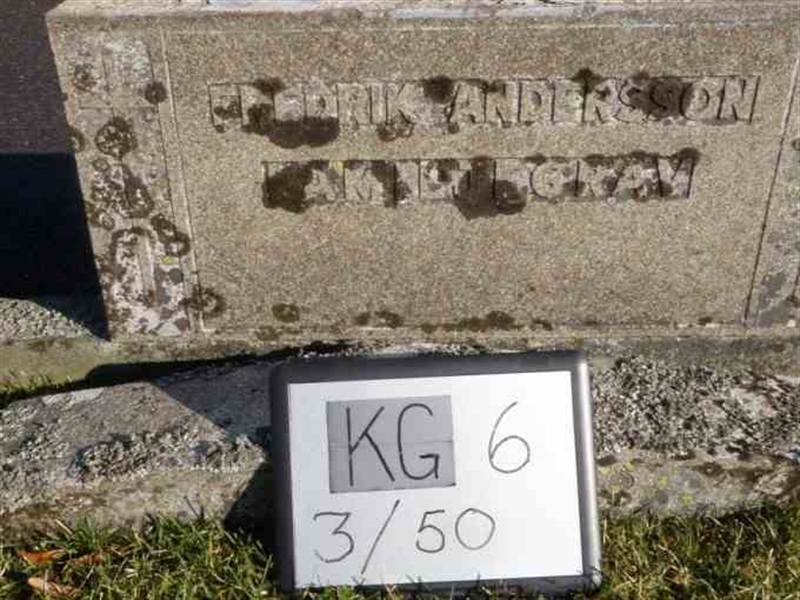 FREDRIK ANDERSSON
FAMILJEGRAV
KG 6
3/50